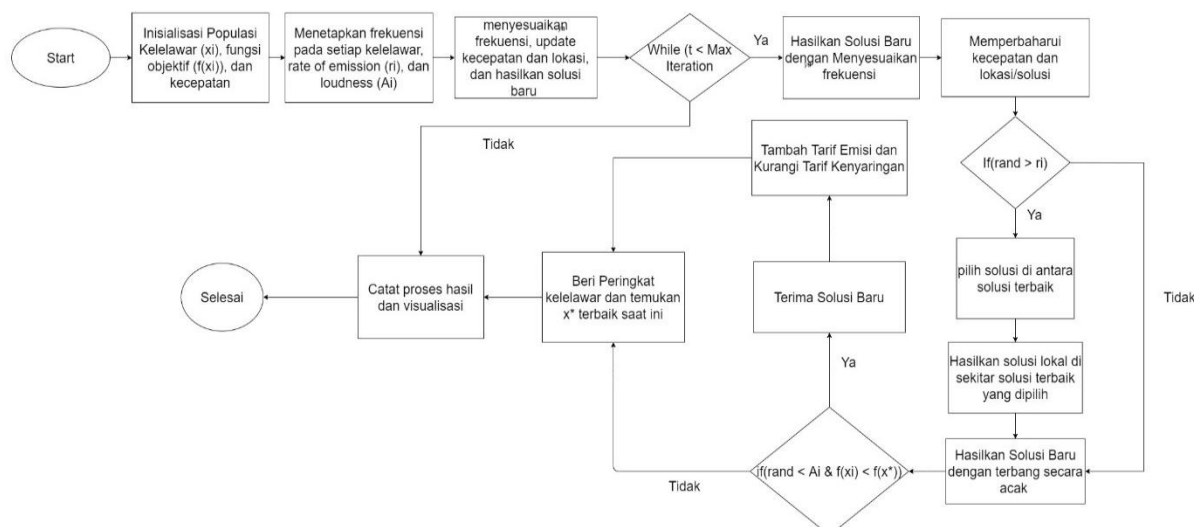 Start
Inisialisasi Populasi
Kelelawar (xi), fungsi
objektif (f(xi)), dan
kecepatan
Menetapkan frekuensi
pada setiap kelelawar,
rate of emission (ri), dan
loudness (Ai)
menyesuaikan
frekuensi, update
kecepatan dan lokasi,
dan hasilkan solusi
baru
While (t < Max
Iteration
Ya
Hasilkan Solusi Baru
dengan Menyesuaikan
frekuensi
Memperbaharui
kecepatan dan
lokasi/solusi
Tidak
If(rand > ri)
Ya
Tidak
pilih solusi di antara
solusi terbaik
Hasilkan solusi lokal di
sekitar solusi terbaik
yang dipilih
Hasilkan Solusi Baru
dengan terbang secara
acak
if(rand < Ai & f(xi) < f(x*))
Ya
Tidak
Terima Solusi Baru
Tambah Tarif Emisi dan
Kurangi Tarif Kenyaringan
Beri Peringkat
kelelawar dan temukan
x* terbaik saat ini
Catat proses hasil
dan visualisasi
Selesai